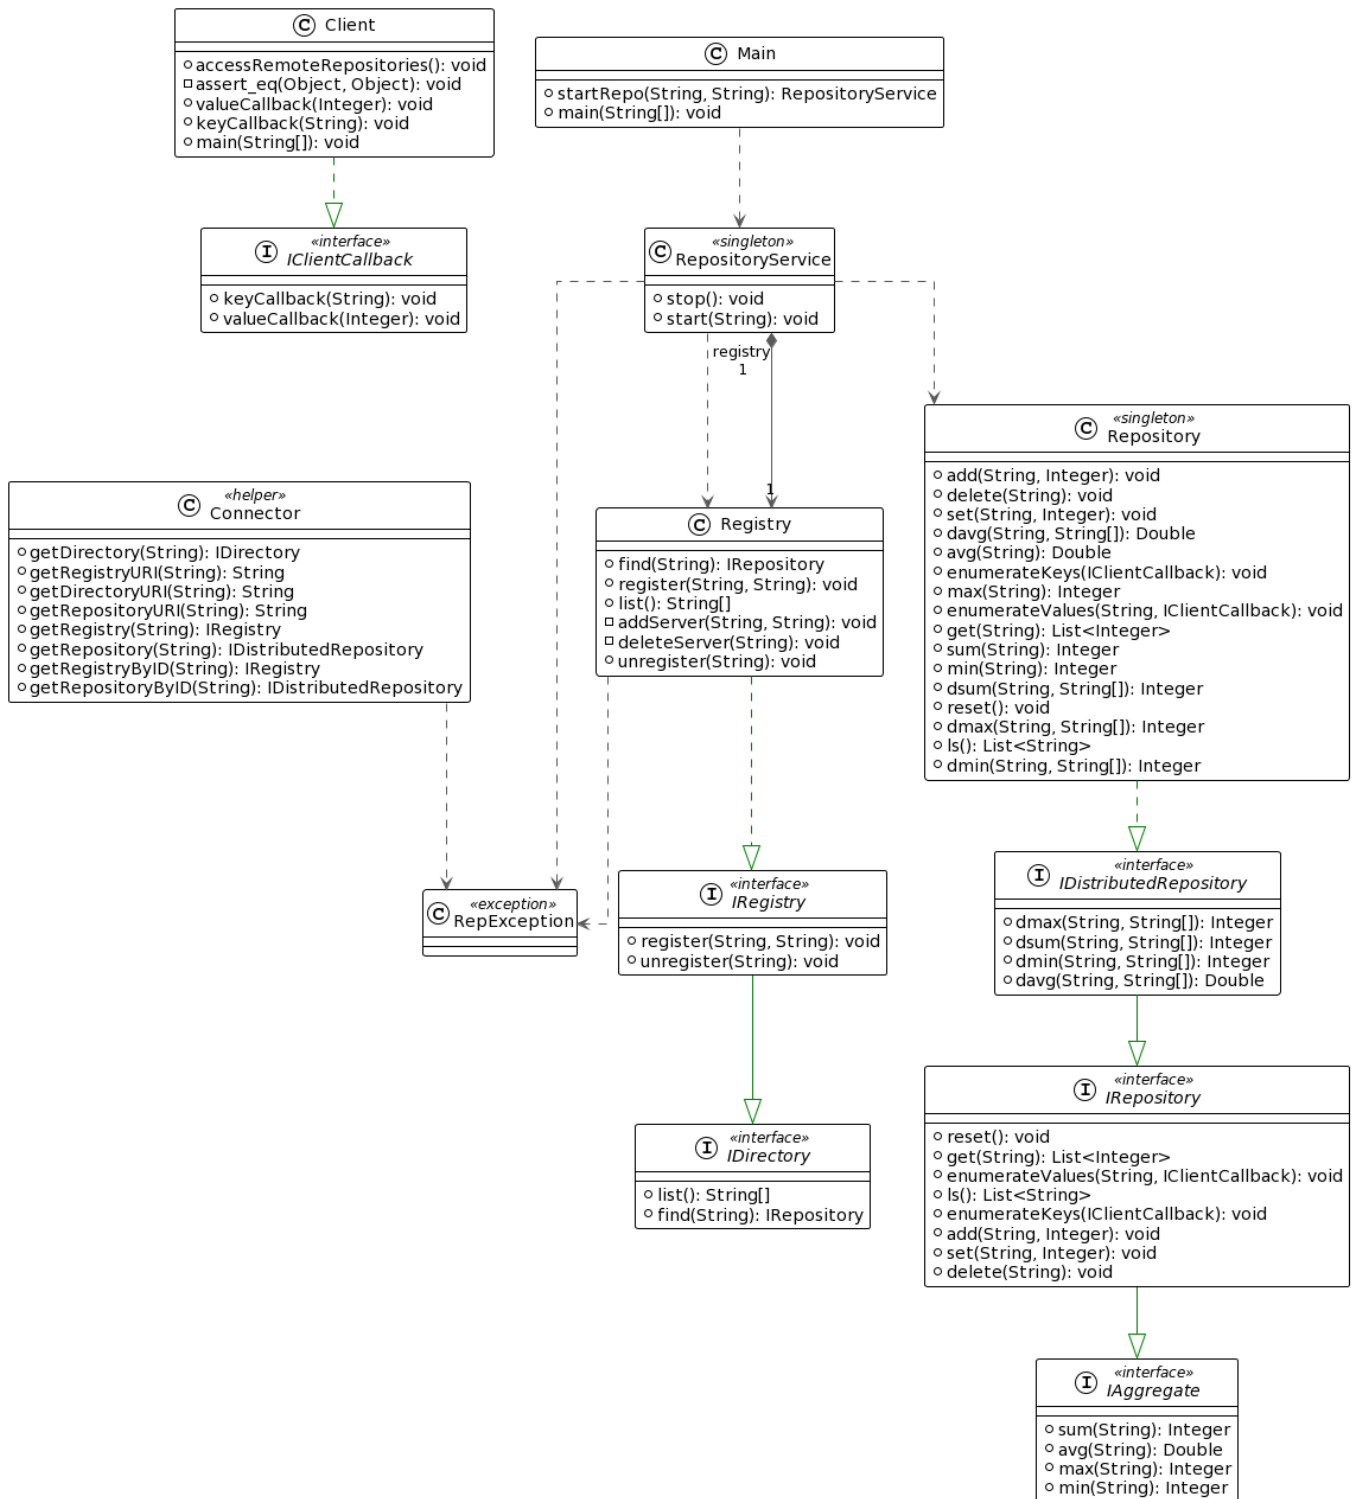 C Client
accessRemoteRepositories(): void
assert_eq(Object, Object): void
valueCallback(Integer): void
keyCallback(String): void
main(String[]): void
C Main
startRepo(String, String): RepositoryService
main(String[]): void
«interface»
I IClientCallback
keyCallback(String): void
valueCallback(Integer): void
«singleton»
C RepositoryService
stop(): void
start(String): void
registry
1
1
«singleton»
C Repository
add(String, Integer): void
delete(String): void
set(String, Integer): void
davg(String, String[]): Double
avg(String): Double
enumerateKeys(IClientCallback): void
max(String): Integer
enumerateValues(String, IClientCallback): void
get(String): List<Integer>
sum(String): Integer
min(String): Integer
dsum(String, String[]): Integer
reset(): void
dmax(String, String[]): Integer
ls(): List<String>
dmin(String, String[]): Integer
«helper»
C Connector
getDirectory(String): IDirectory
getRegistryURI(String): String
getDirectoryURI(String): String
getRepositoryURI(String): String
getRegistry(String): IRegistry
getRepository(String): IDistributedRepository
getRegistryByID(String): IRegistry
getRepositoryByID(String): IDistributedRepository
C Registry
find(String): IRepository
register(String, String): void
list(): String[]
addServer(String, String): void
deleteServer(String): void
unregister(String): void
«exception»
C RepException
«interface»
I IRegistry
register(String, String): void
unregister(String): void
«interface»
I IDistributedRepository
dmax(String, String[]): Integer
dsum(String, String[]): Integer
dmin(String, String[]): Integer
davg(String, String[]): Double
«interface»
I IDirectory
list(): String[]
find(String): IRepository
«interface»
I IRepository
reset(): void
get(String): List<Integer>
enumerateValues(String, IClientCallback): void
ls(): List<String>
enumerateKeys(IClientCallback): void
add(String, Integer): void
set(String, Integer): void
delete(String): void
«interface»
I IAggregate
sum(String): Integer
avg(String): Double
max(String): Integer
min(String): Integer